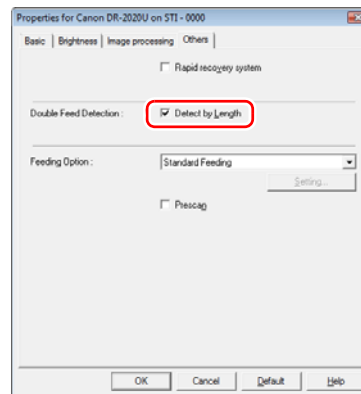 Properties for Canon DR-2020U on STI - 0000
Basic Brightness Image processing Others
Rapid recovery system
Double Feed Detection : Detect by Length
Feeding Option : Standard Feeding
Setting...
Prescan
OK Cancel Default Help